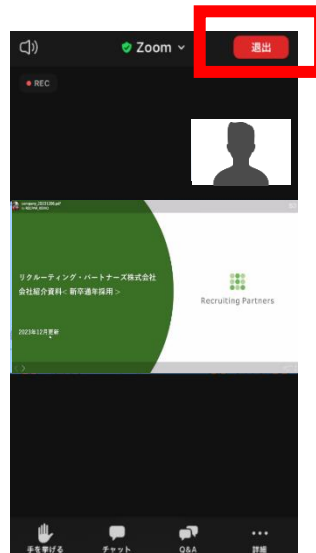 Zoom
退出
REC
リクルーティング・パートナーズ株式会社
会社紹介資料＜新卒通年採用＞
Recruiting Partners
2023年12月更新
手を挙げる
チャット
Q&A
詳細